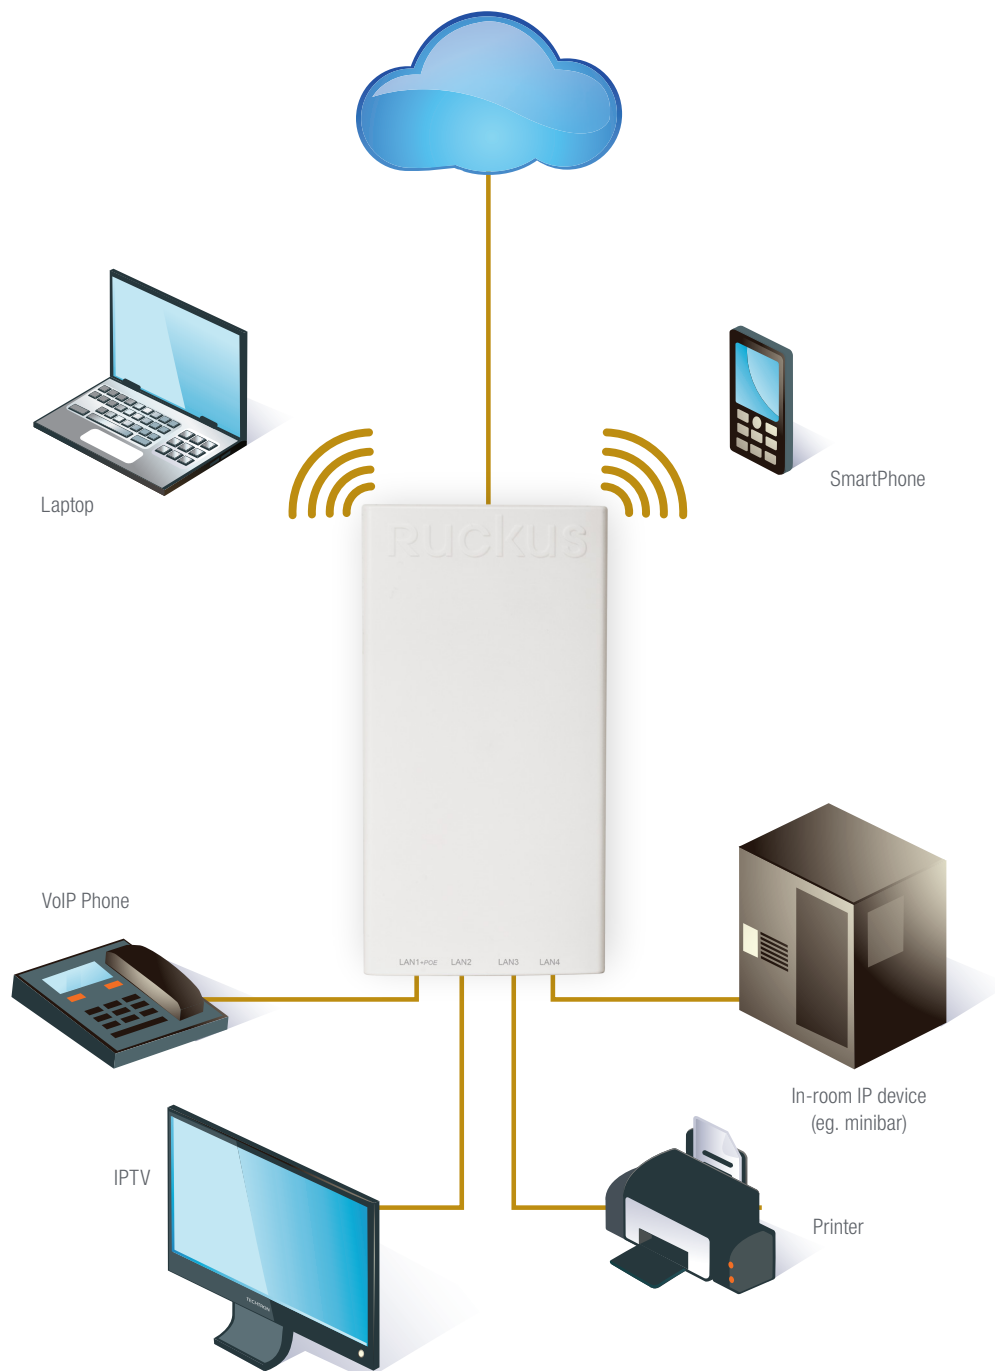 Laptop
SmartPhone
RUCKUS
VoIP Phone
LAN1+POE LAN2 LAN3 LAN4
In-room IP device
(eg. minibar)
IPTV
Printer